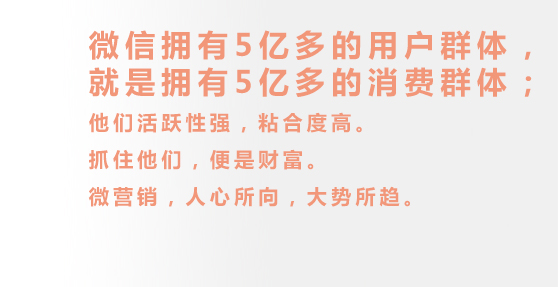 微信拥有5亿多的用户群体，
就是拥有5亿多的消费群体；
他们活跃性强，粘合度高。
抓住他们，便是财富。
微营销，人心所向，大势所趋。